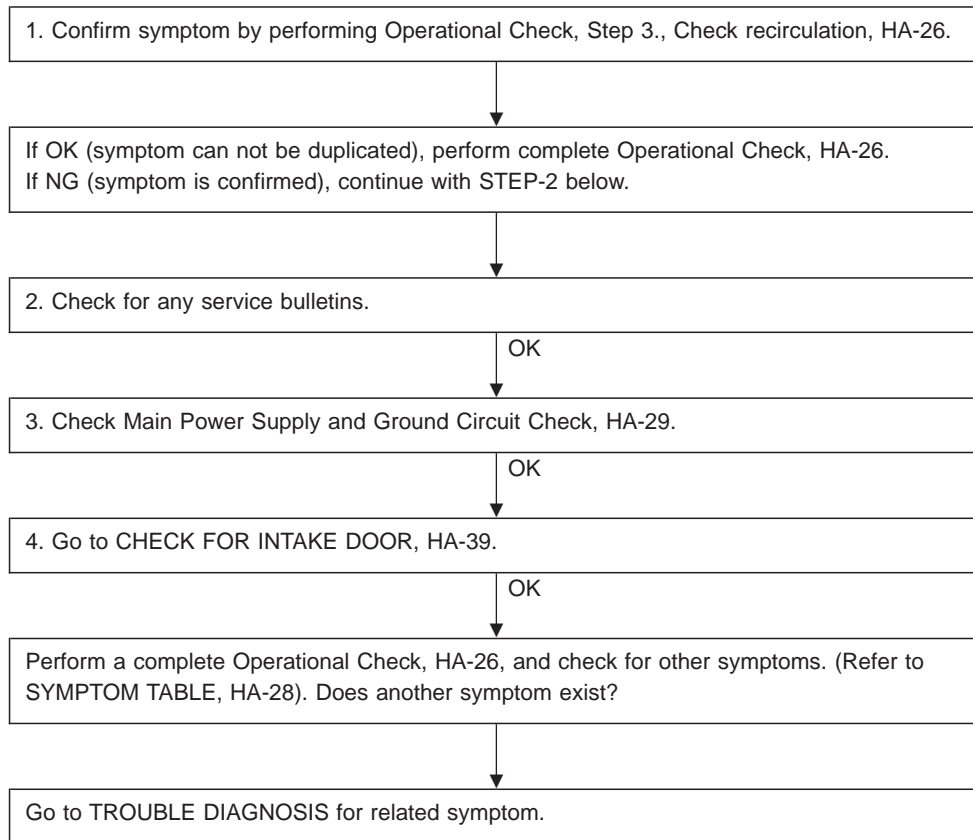 1. Confirm symptom by performing Operational Check, Step 3., Check recirculation, HA-26.
If OK (symptom can not be duplicated), perform complete Operational Check, HA-26.
If NG (symptom is confirmed), continue with STEP-2 below.
2. Check for any service bulletins.
OK
3. Check Main Power Supply and Ground Circuit Check, HA-29.
OK
4. Go to CHECK FOR INTAKE DOOR, HA-39.
OK
Perform a complete Operational Check, HA-26, and check for other symptoms. (Refer to
SYMPTOM TABLE, HA-28). Does another symptom exist?
Go to TROUBLE DIAGNOSIS for related symptom.